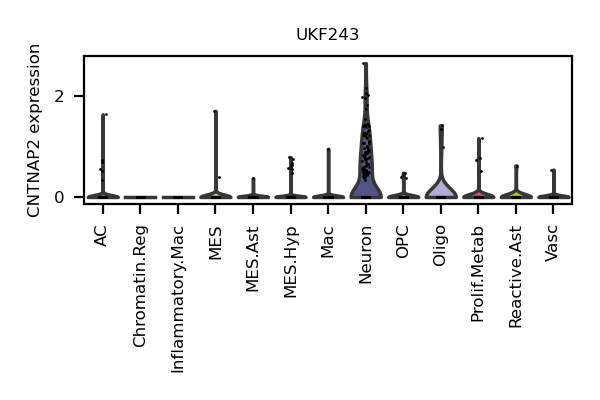 UKF243
CNTNAP2 expression
2
0
AC
Chromatin.Reg
Inflammatory.Mac
MES
MES.Ast
MES.Hyp
Mac
Neuron
OPC
Oligo
Prolif.Metab
Reactive.Ast
Vasc